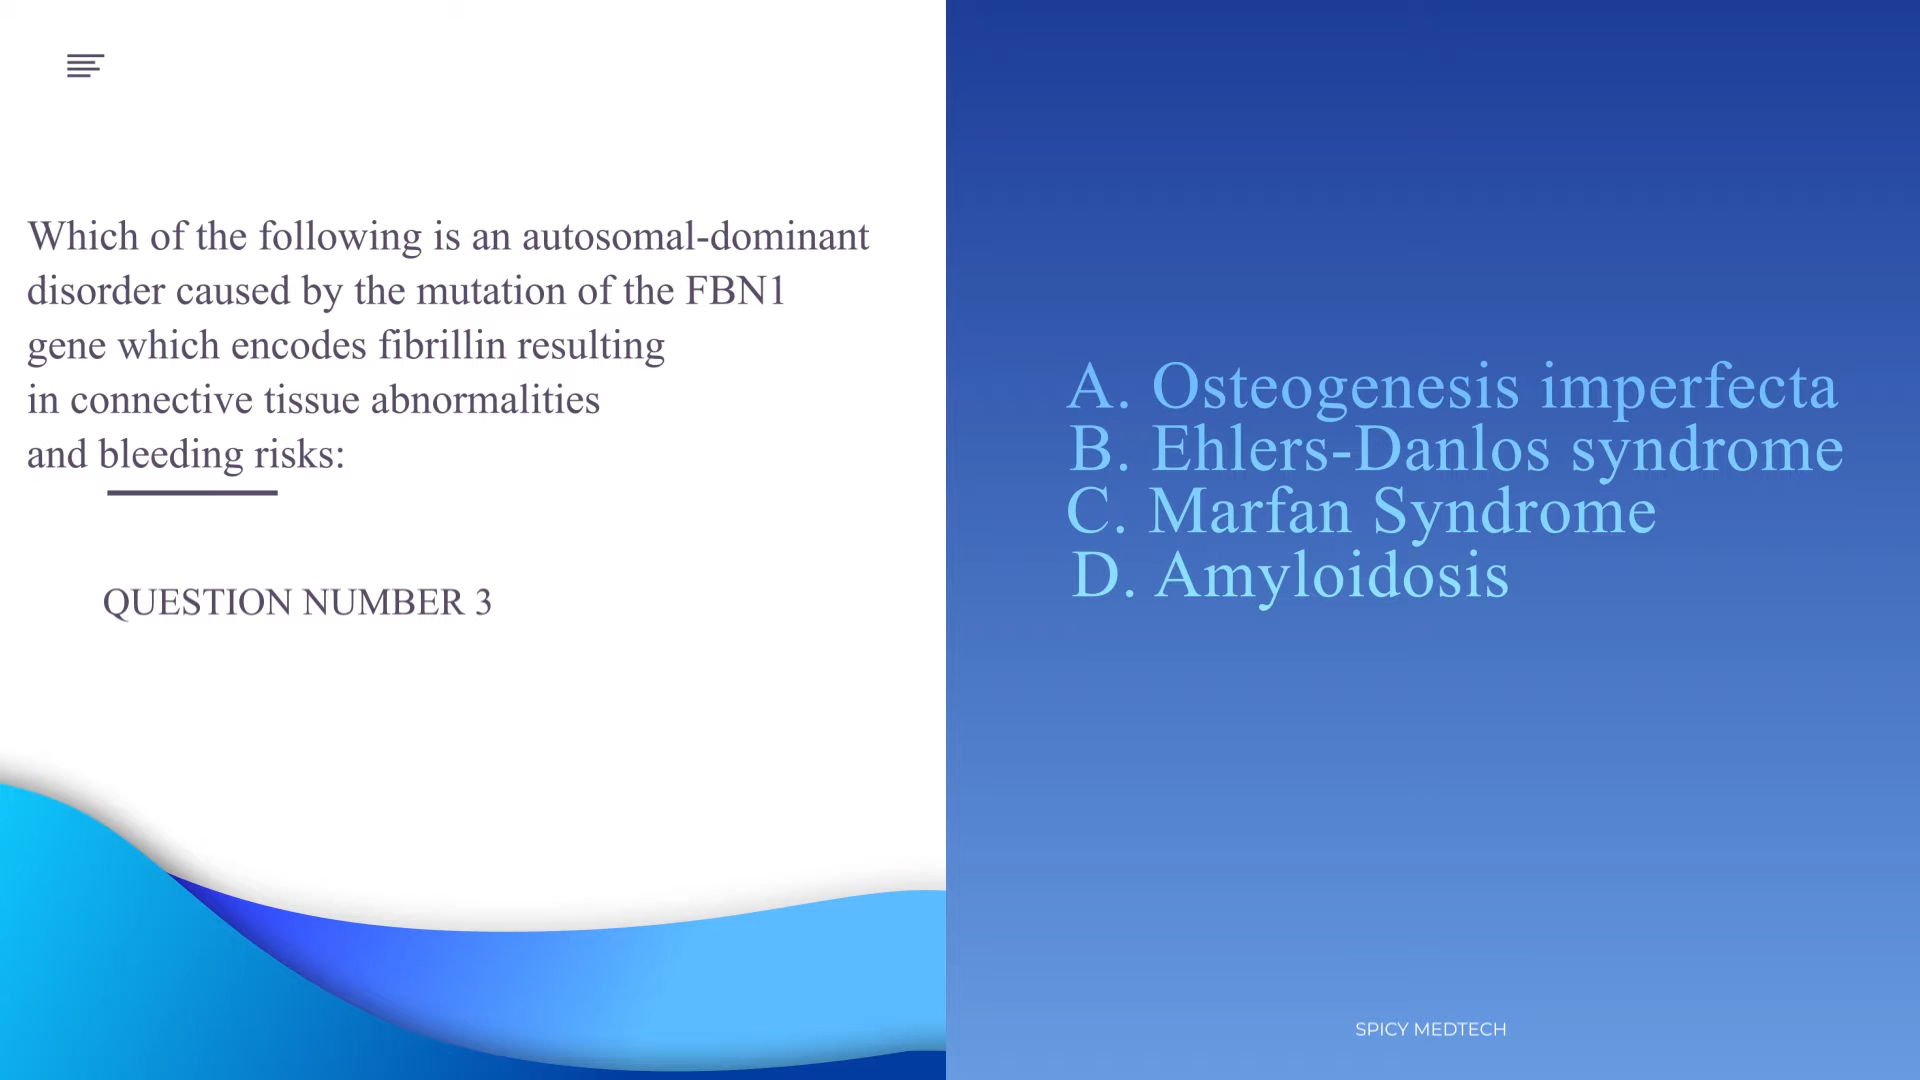 Which of the following is an autosomal-dominant
disorder caused by the mutation of the FBN1
gene which encodes fibrillin resulting
in connective tissue abnormalities
and bleeding risks:
QUESTION NUMBER 3
A. Osteogenesis imperfecta
B. Ehlers-Danlos syndrome
C. Marfan Syndrome
D. Amyloidosis
SPICY MEDTECH